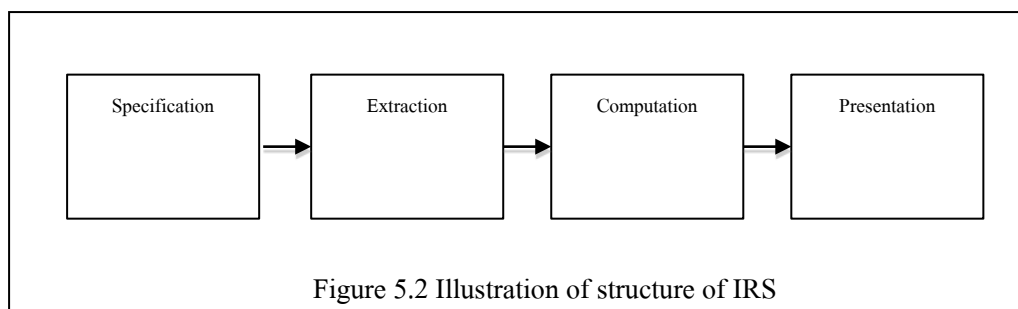 Specification
Extraction
Computation
Presentation
Figure 5.2 Illustration of structure of IRS